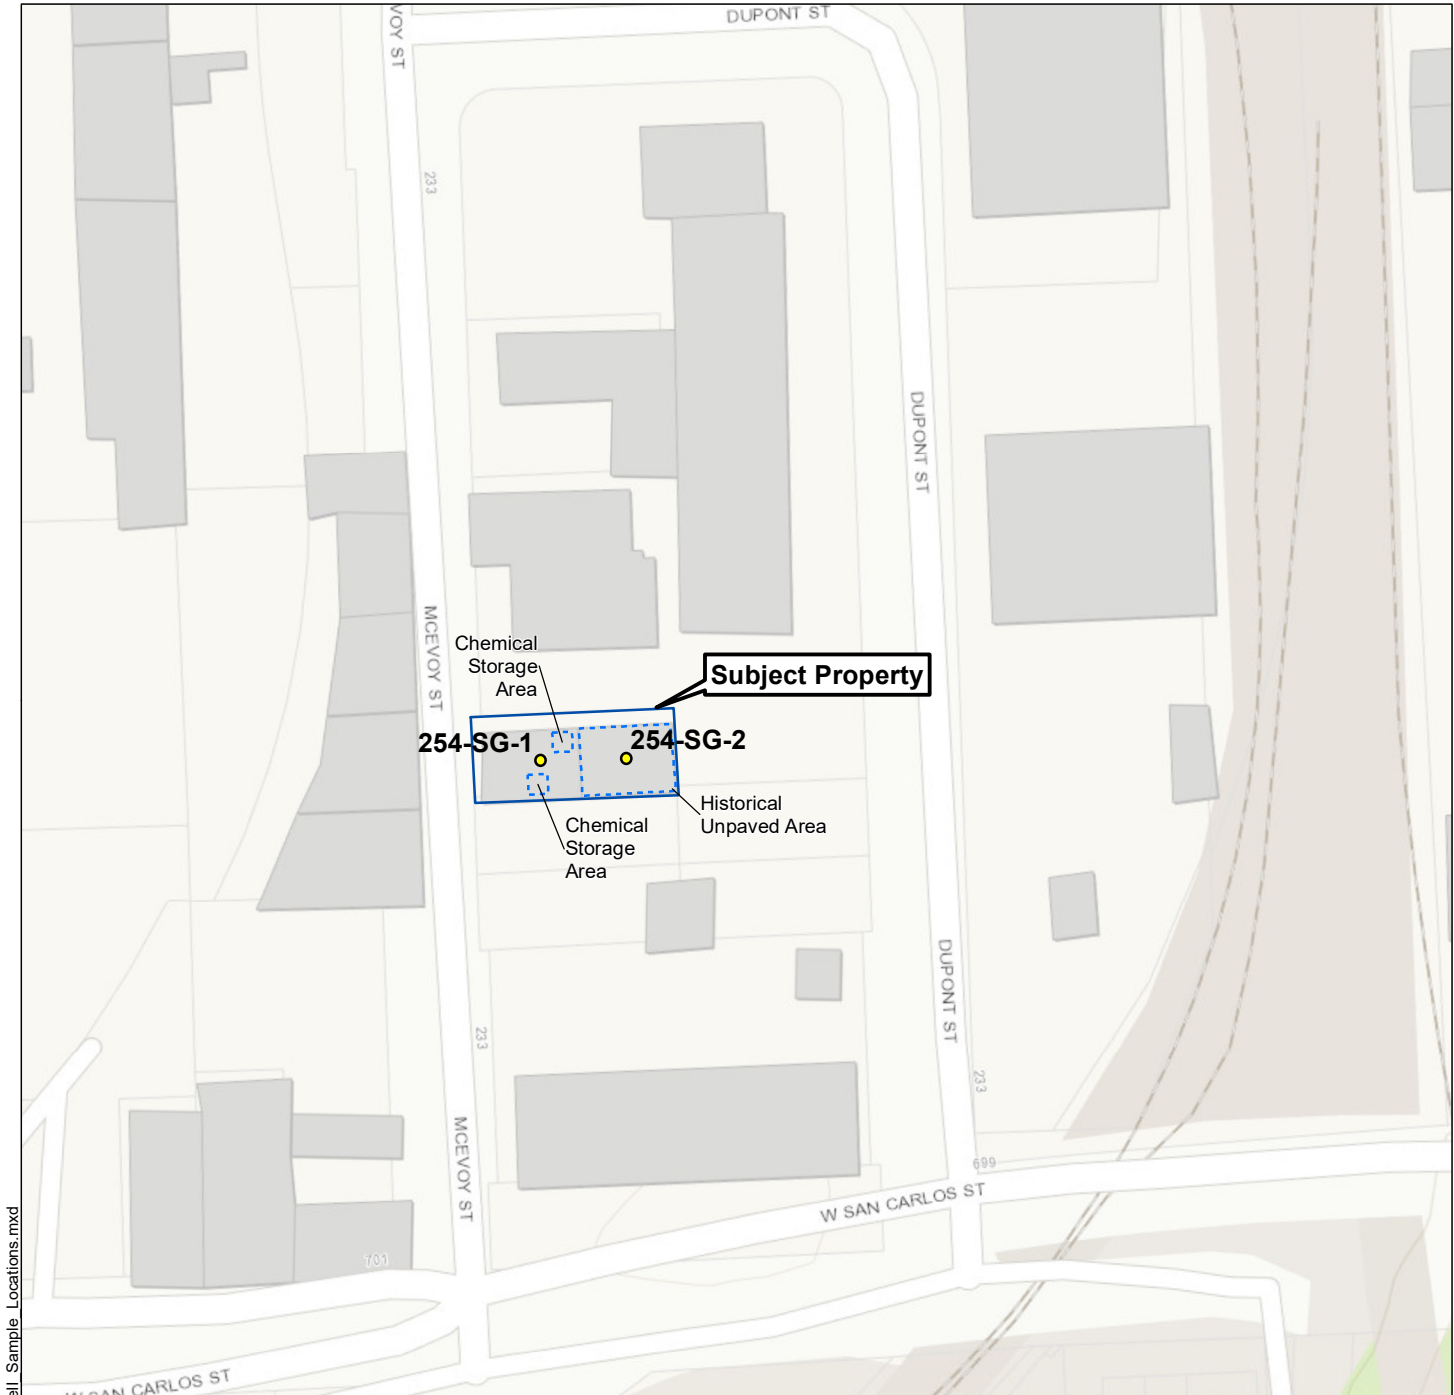 DUPONT ST
VOY ST
233
DUPONT ST
MCEVOY ST
Chemical
Storage
Area
Subject Property
254-SG-1
254-SG-2
Historical
Unpaved Area
Chemical
Storage
Area
DUPONT ST
233
233
MCEVOY ST
699
W SAN CARLOS ST
701
Sample_Locations.mxd
SAN CARLOS ST